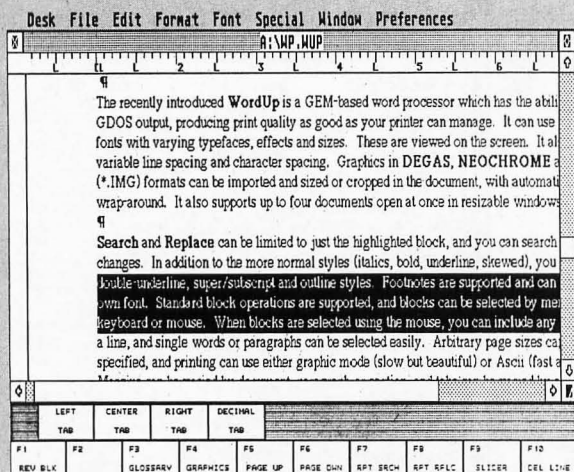 Desk File Edit Format Font Special Window Preferences
A:\WP.WUP
L tL 2 L 3 L 4 L 5 L 6 L
¶
The recently introduced WordUp is a GEM-based word processor which has the abili
GDOS output, producing print quality as good as your printer can manage. It can use
fonts with varying typefaces, effects and sizes. These are viewed on the screen. It al
variable line spacing and character spacing. Graphics in DEGAS, NEOCHROME a
(*.IMG) formats can be imported and sized or cropped in the document, with automati
wrap-around. It also supports up to four documents open at once in resizable windows
¶
Search and Replace can be limited to just the highlighted block, and you can search
changes. In addition to the more normal styles (italics, bold, underline, skewed), you
double-underline, super/subscript and outline styles. Footnotes are supported and can
own font. Standard block operations are supported, and blocks can be selected by men
keyboard or mouse. When blocks are selected using the mouse, you can include any
a line, and single words or paragraphs can be selected easily. Arbitrary page sizes can
specified, and printing can use either graphic mode (slow but beautiful) or Ascii (fast a
LEFT TAB CENTER TAB RIGHT TAB DECIMAL TAB
F1 F2 F3 F4 F5 F6 F7 F8 F9 F10
REV BLK GLOSSARY GRAPHICS PAGE UP PAGE DWN RPT SRCH RPT RPLC SLICER DEL LINE